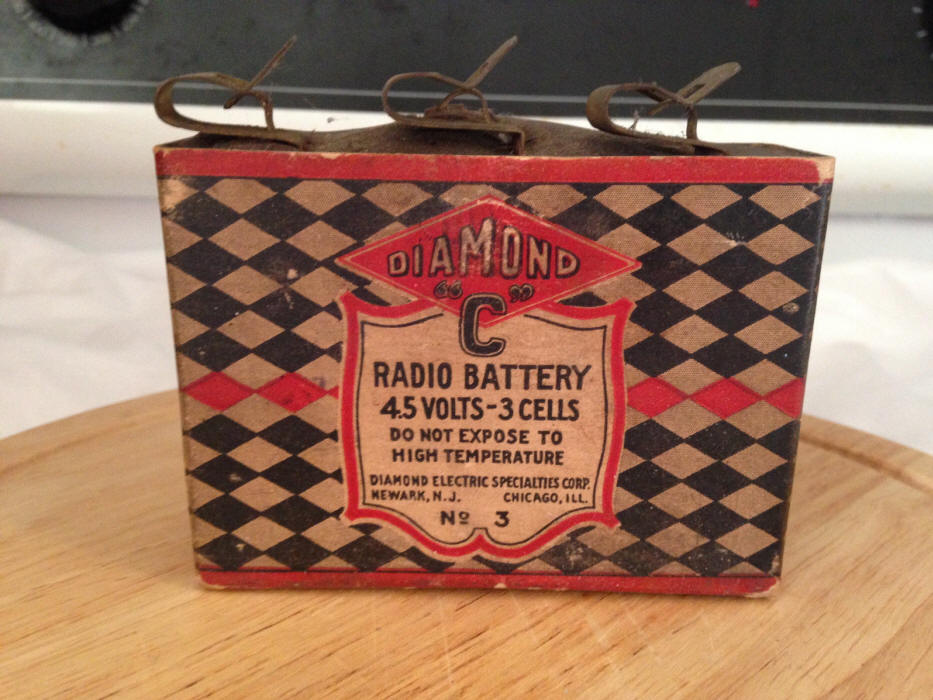 DIAMOND
"C"
RADIO BATTERY
4.5 VOLTS-3 CELLS
DO NOT EXPOSE TO
HIGH TEMPERATURE
DIAMOND ELECTRIC SPECIALTIES CORP.
NEWARK, N.J. CHICAGO, ILL.
Nº 3